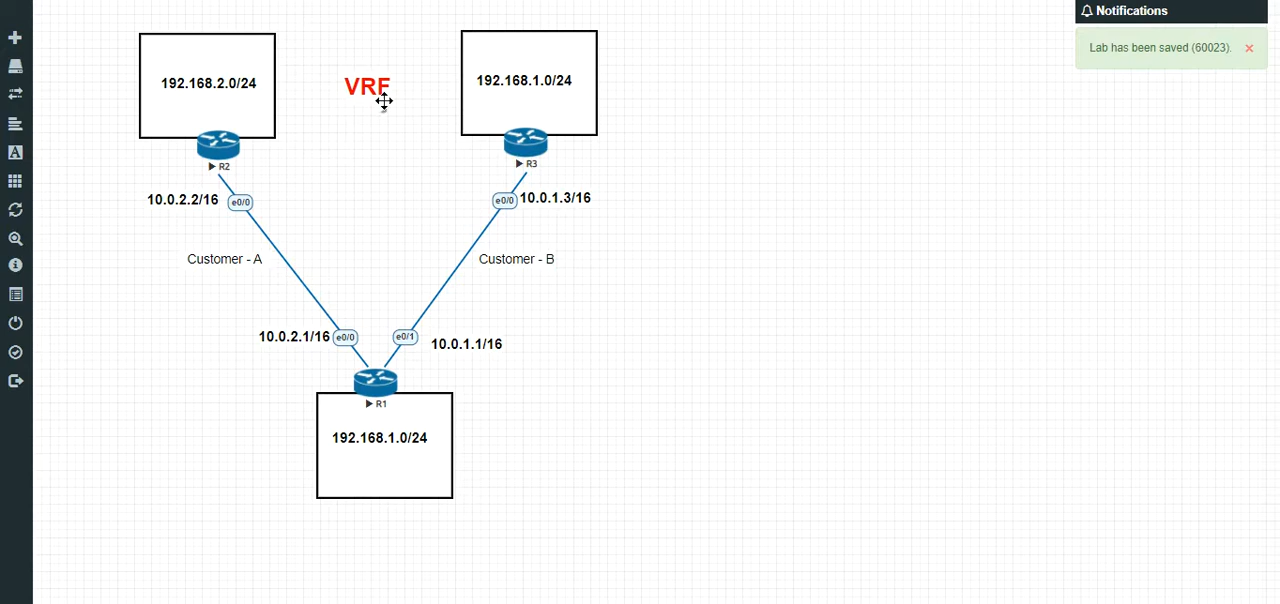 Notifications
Lab has been saved (60023).
192.168.2.0/24
VRF
192.168.1.0/24
R2
R3
10.0.2.2/16
e0/0
e0/0
10.0.1.3/16
Customer - A
Customer - B
10.0.2.1/16
e0/0
e0/1
10.0.1.1/16
R1
192.168.1.0/24